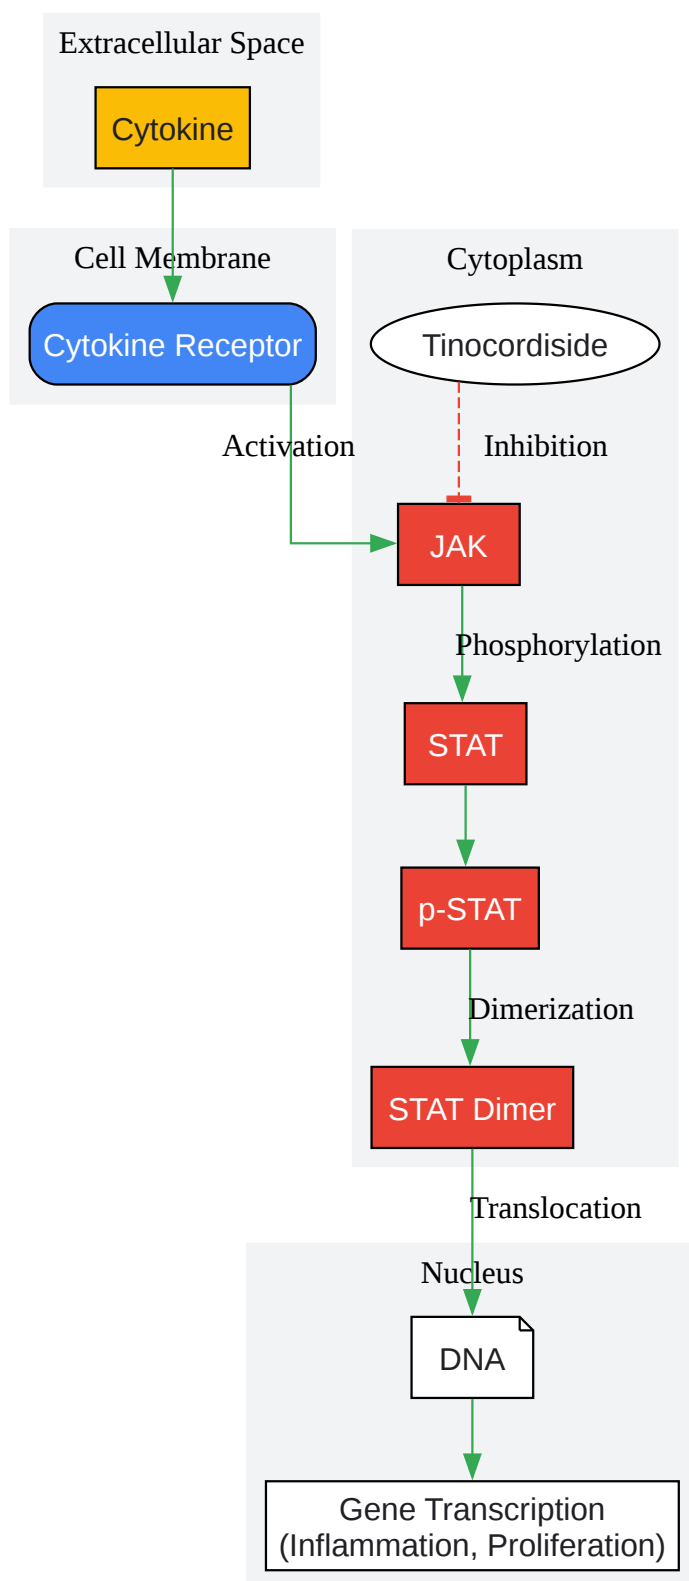 Extracellular Space
Cytokine
Cell Membrane
Cytoplasm
Cytokine Receptor
Tinocordiside
Activation
Inhibition
JAK
Phosphorylation
STAT
p-STAT
Dimerization
STAT Dimer
Translocation
Nucleus
DNA
Gene Transcription
(Inflammation, Proliferation)